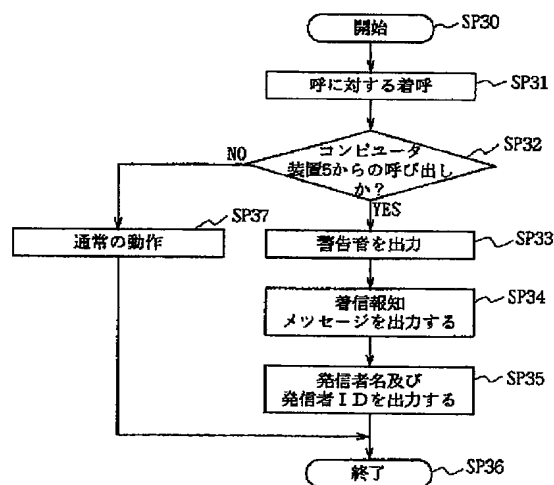 開始
SP30
呼に対する着呼
SP31
コンピユータ
装置5からの呼び出し
か?
SP32
NO
YES
通常の動作
SP37
警告者を出力
SP33
着信報知
メツセージを出力する
SP34
発信者名及び
発信者IDを出力する
SP35
終了
SP36